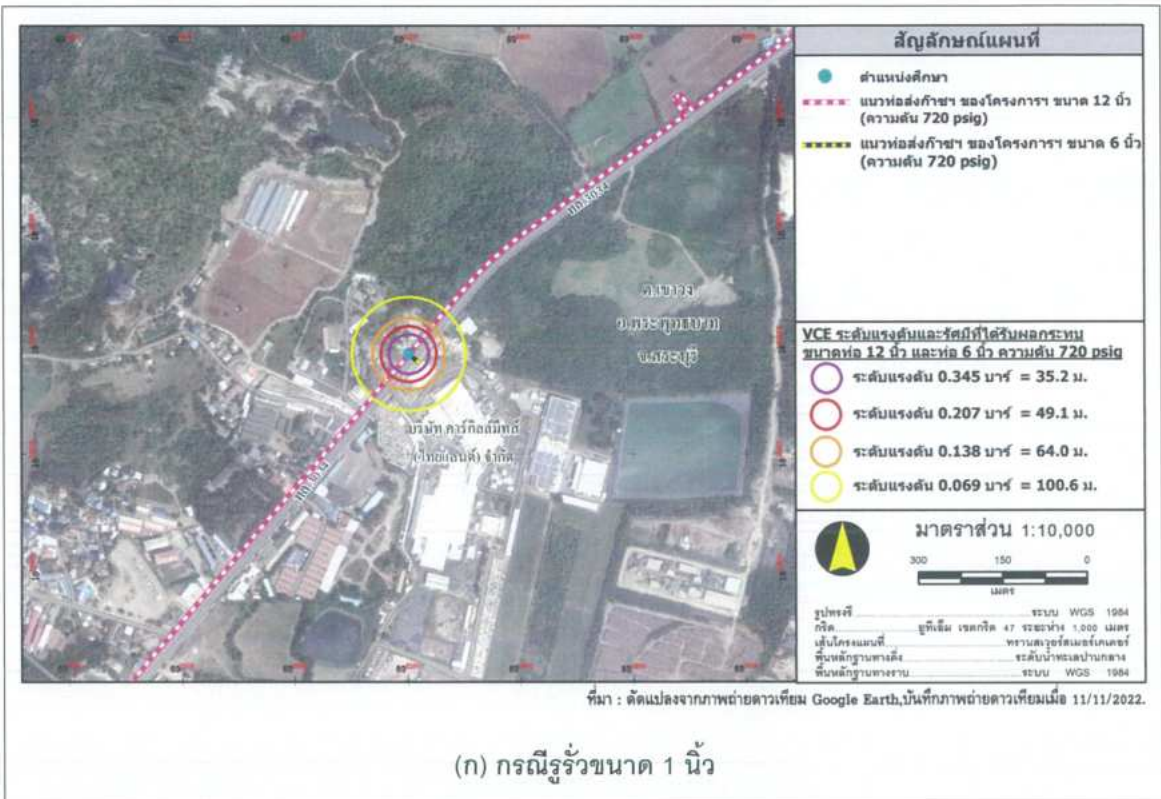 สัญลักษณ์แผนที่
ตำแหน่งศึกษา
แนวท่อส่งก๊าซฯ ของโครงการฯ ขนาด 12 นิ้ว
(ความดัน 720 psig)
แนวท่อส่งก๊าซฯ ของโครงการฯ ขนาด 6 นิ้ว
(ความดัน 720 psig)
ทล.3034
ต.เขาวง
อ.พระพุทธบาท
จ.สระบุรี
บริษัท คาร์กิลล์มีทส์
(ไทยแลนด์) จำกัด
ทล.3034
VCE ระดับแรงดันและรัศมีที่ได้รับผลกระทบ
ขนาดท่อ 12 นิ้ว และท่อ 6 นิ้ว ความดัน 720 psig
ระดับแรงดัน 0.345 บาร์ = 35.2 ม.
ระดับแรงดัน 0.207 บาร์ = 49.1 ม.
ระดับแรงดัน 0.138 บาร์ = 64.0 ม.
ระดับแรงดัน 0.069 บาร์ = 100.6 ม.
มาตราส่วน 1:10,000
300 150 0
เมตร
รูปทรงรี ระบบ WGS 1984
กริด ยูทีเอ็ม เขตกริด 47 ระยะห่าง 1,000 เมตร
เส้นโครงแผนที่ ทรานสเวอร์สเมอร์เคเตอร์
พื้นหลักฐานทางดิ่ง ระดับน้ำทะเลปานกลาง
พื้นหลักฐานทางราบ ระบบ WGS 1984
ที่มา : ดัดแปลงจากภาพถ่ายดาวเทียม Google Earth,บันทึกภาพถ่ายดาวเทียมเมื่อ 11/11/2022.
(ก) กรณีรูรั่วขนาด 1 นิ้ว